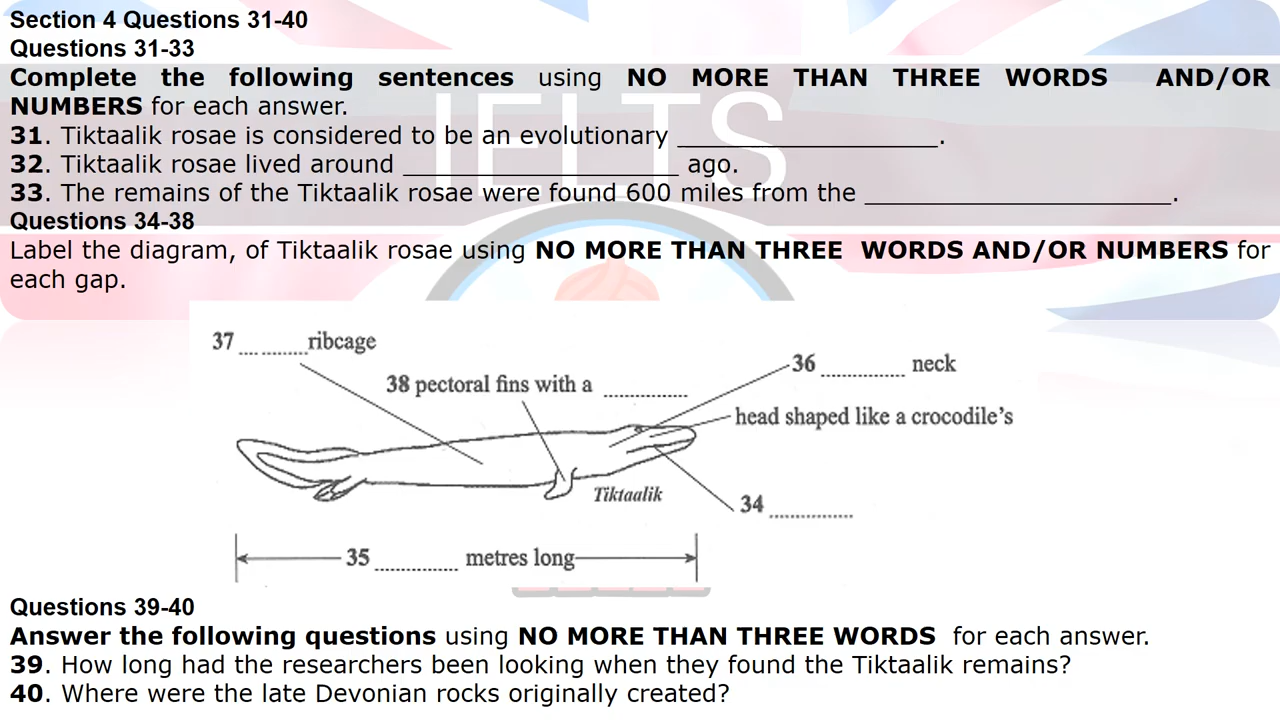 Section 4 Questions 31-40
Questions 31-33
Complete the following sentences using NO MORE THAN THREE WORDS AND/OR
NUMBERS for each answer.
31. Tiktaalik rosae is considered to be an evolutionary ___________________.
32. Tiktaalik rosae lived around ____________________ ago.
33. The remains of the Tiktaalik rosae were found 600 miles from the ______________________.
Questions 34-38
Label the diagram, of Tiktaalik rosae using NO MORE THAN THREE WORDS AND/OR NUMBERS for
each gap.
IELTS
37 ............ribcage
38 pectoral fins with a ..............
36 .............. neck
head shaped like a crocodile's
Tiktaalik
34 ..............
35 .............. metres long
Questions 39-40
Answer the following questions using NO MORE THAN THREE WORDS for each answer.
39. How long had the researchers been looking when they found the Tiktaalik remains?
40. Where were the late Devonian rocks originally created?